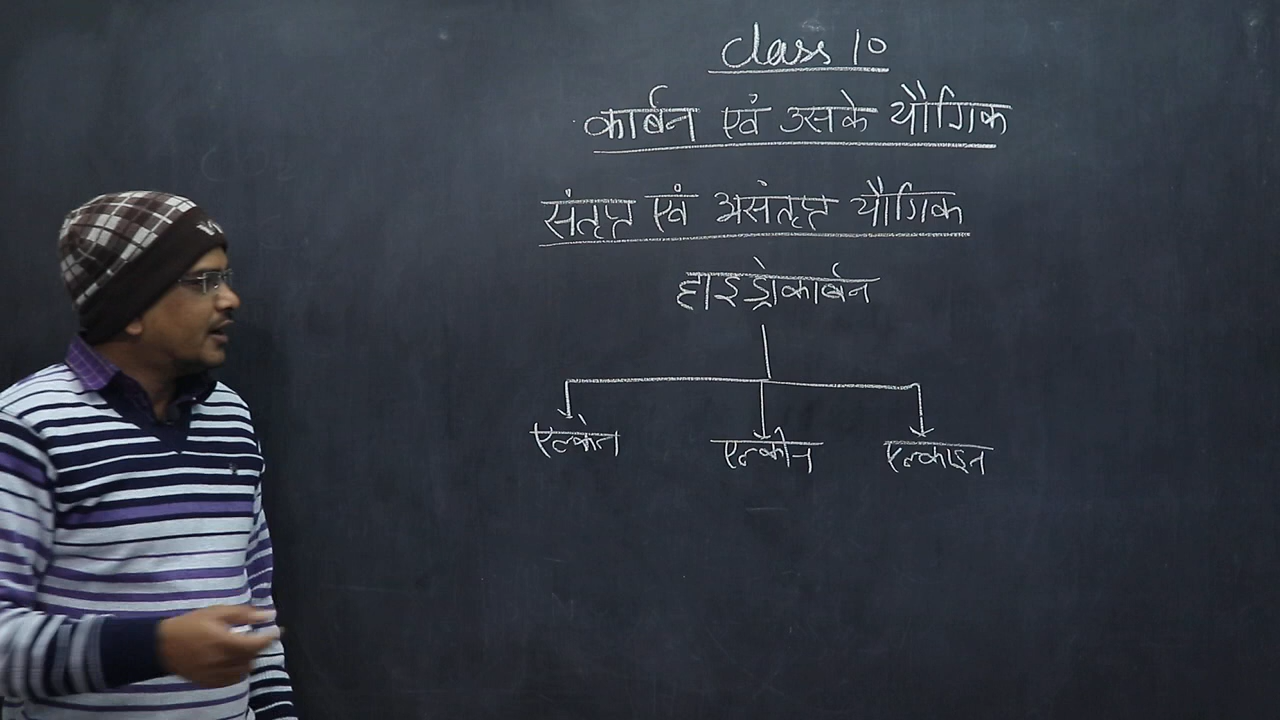 Class 10
कार्बन एवं उसके यौगिक
संतृप्त एवं असंतृप्त यौगिक
हाइड्रोकार्बन
एल्केन एल्कीन एल्काइन